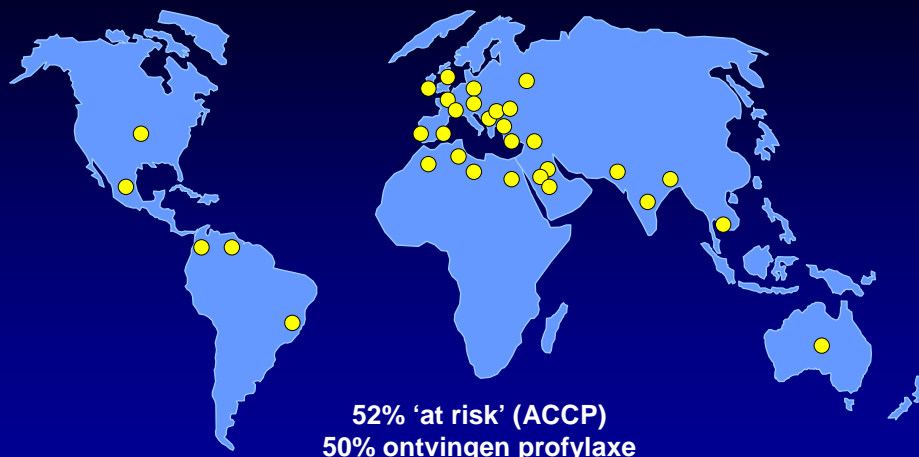 52% ‘at risk’ (ACCP)
50% ontvingen profylaxe